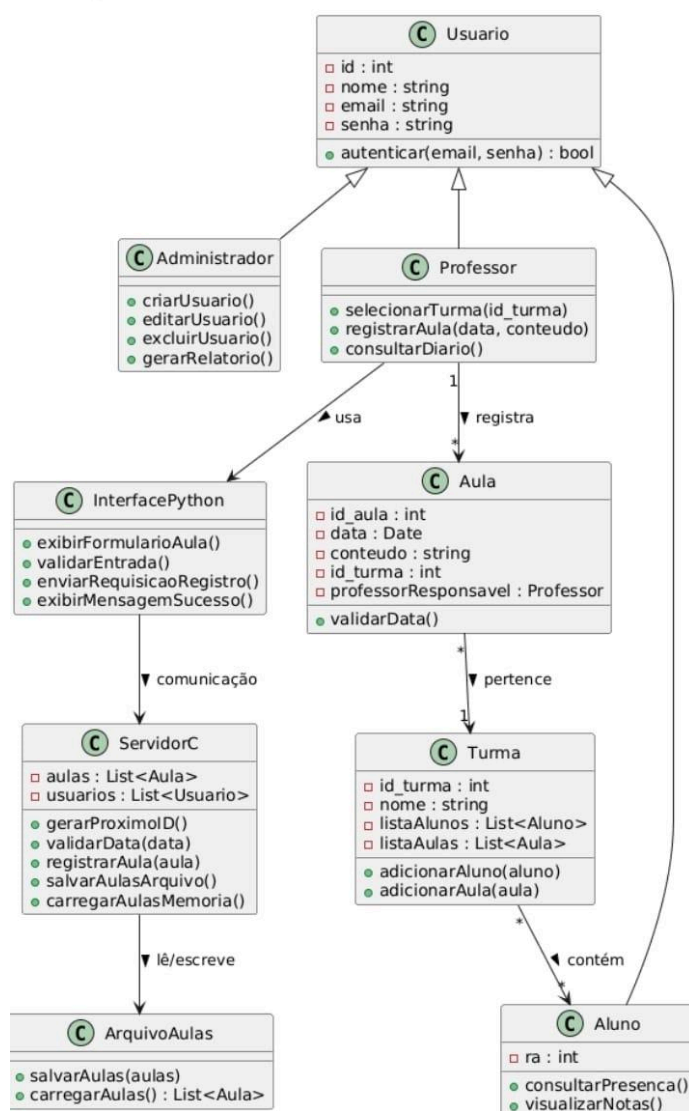 C Usuario
id : int
nome : string
email : string
senha : string
autenticar(email, senha) : bool
C Administrador
criarUsuario()
editarUsuario()
excluirUsuario()
gerarRelatorio()
C Professor
selecionarTurma(id_turma)
registrarAula(data, conteudo)
consultarDiario()
usa
1
registra
*
C InterfacePython
exibirFormularioAula()
validarEntrada()
enviarRequisicaoRegistro()
exibirMensagemSucesso()
C Aula
id_aula : int
data : Date
conteudo : string
id_turma : int
professorResponsavel : Professor
validarData()
comunicação
*
pertence
1
C ServidorC
aulas : List<Aula>
usuarios : List<Usuario>
gerarProximoID()
validarData(data)
registrarAula(aula)
salvarAulasArquivo()
carregarAulasMemoria()
C Turma
id_turma : int
nome : string
listaAlunos : List<Aluno>
listaAulas : List<Aula>
adicionarAluno(aluno)
adicionarAula(aula)
lê/escreve
*
contém
*
C ArquivoAulas
salvarAulas(aulas)
carregarAulas() : List<Aula>
C Aluno
ra : int
consultarPresenca()
visualizarNotas()